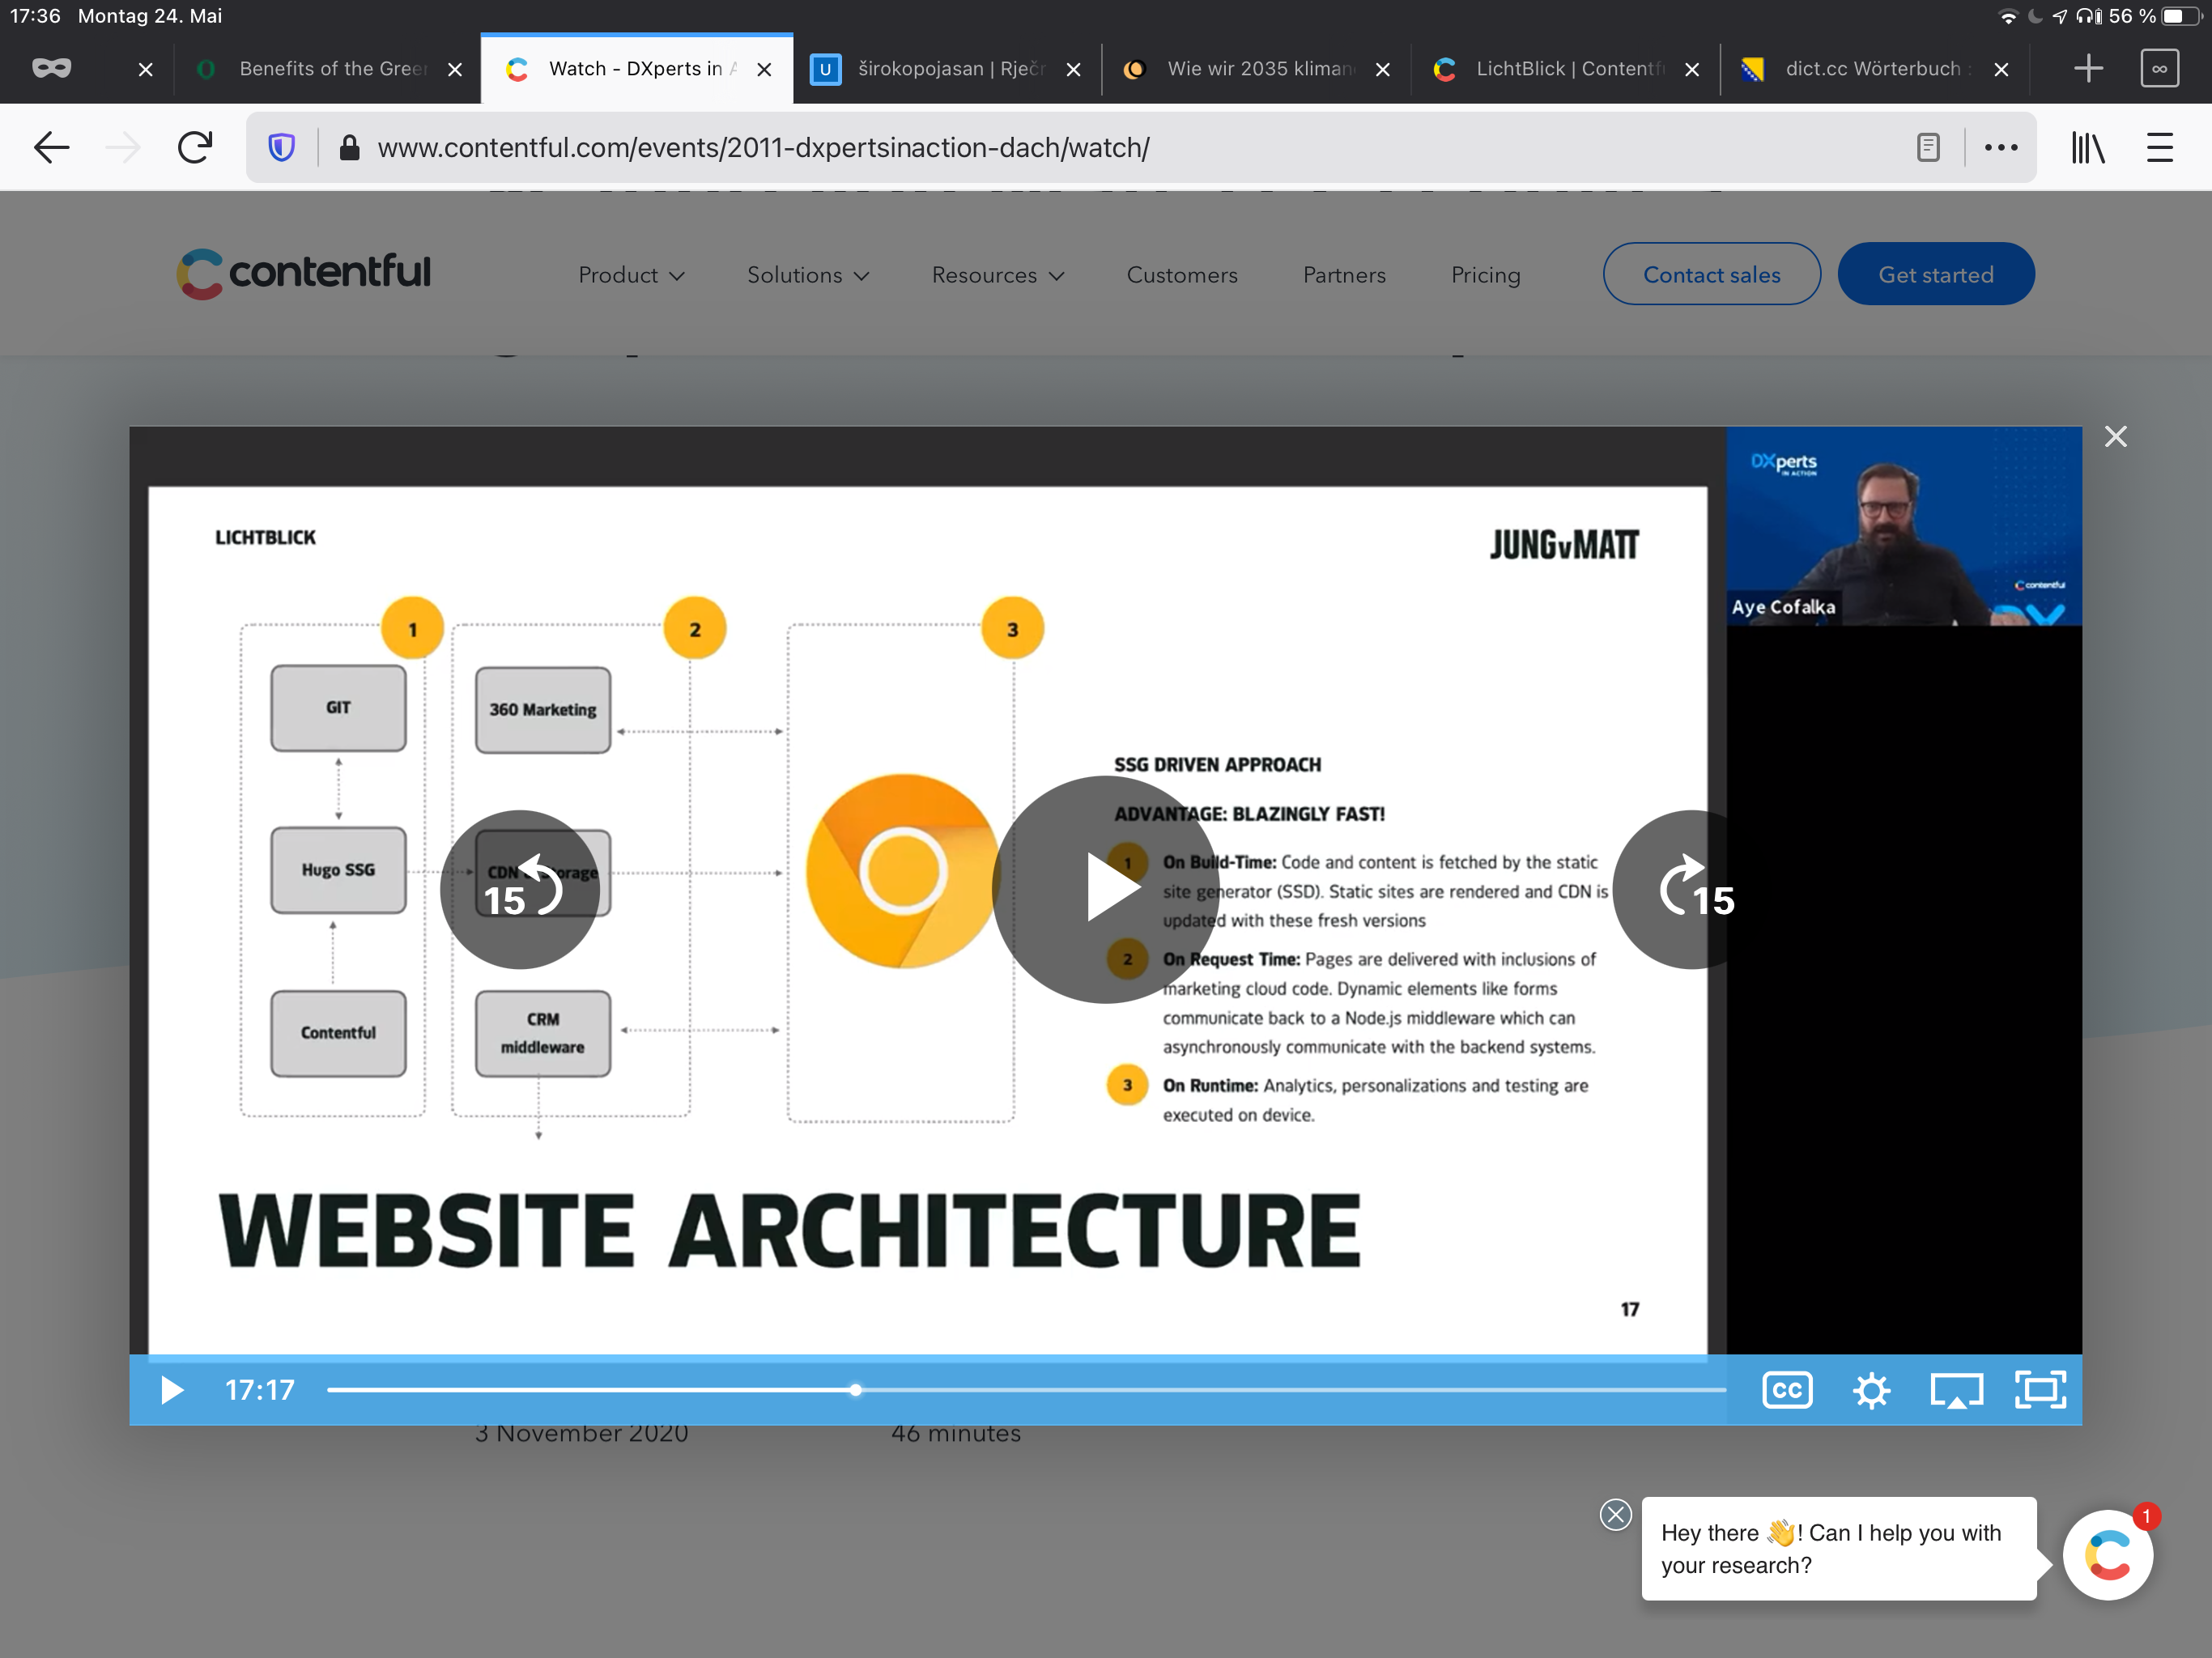 17:36 Montag 24. Mai
56 %
Benefits of the Gree
Watch - DXperts in A
U
širokopojasan | Rječr
Wie wir 2035 kliman
LichtBlick | Contentfu
dict.cc Wörterbuch :
www.contentful.com/events/2011-dxpertsinaction-dach/watch/
contentful
Product
Solutions
Resources
Customers
Partners
Pricing
Contact sales
Get started
LICHTBLICK
JUNGvMATT
DXperts
IN ACTION
contentful
Aye Cofalka
1
2
3
GIT
360 Marketing
Hugo SSG
CDN
Storage
Contentful
CRM
middleware
15
15
SSG DRIVEN APPROACH
ADVANTAGE: BLAZINGLY FAST!
1 On Build-Time: Code and content is fetched by the static
site generator (SSD). Static sites are rendered and CDN is
updated with these fresh versions
2 On Request Time: Pages are delivered with inclusions of
marketing cloud code. Dynamic elements like forms
communicate back to a Node.js middleware which can
asynchronously communicate with the backend systems.
3 On Runtime: Analytics, personalizations and testing are
executed on device.
WEBSITE ARCHITECTURE
17
17:17
CC
3 November 2020
46 minutes
Hey there 👋! Can I help you with
your research?
1